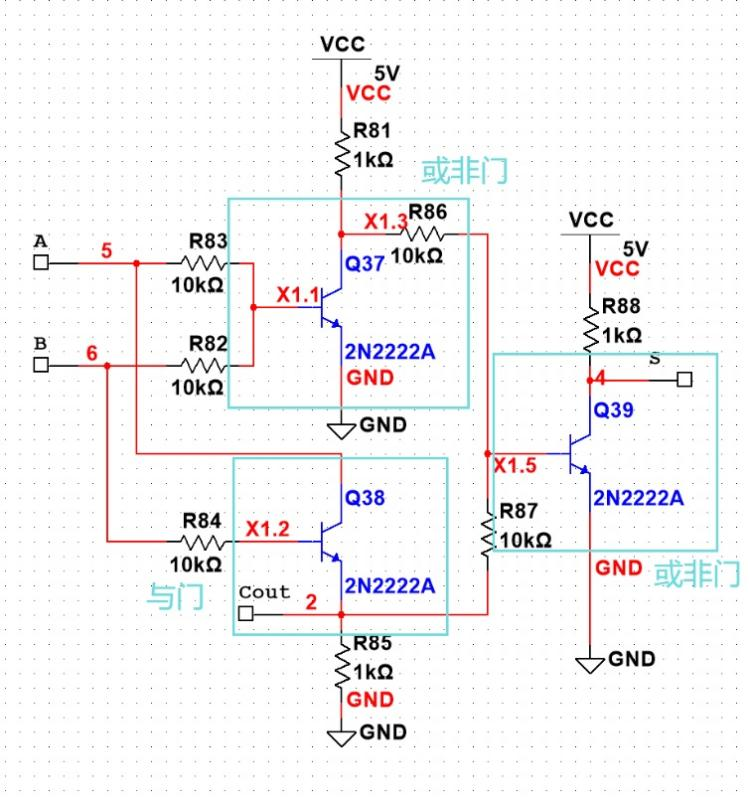 VCC
5V
VCC
R81
1kΩ
或非门
X1.3
R86
10kΩ
VCC
5V
VCC
A
5
R83
10kΩ
Q37
X1.1
R88
1kΩ
B
6
R82
10kΩ
2N2222A
GND
S
4
GND
Q39
X1.5
Q38
2N2222A
R84
X1.2
10kΩ
R87
10kΩ
GND
或非门
2N2222A
与门
Cout
2
R85
1kΩ
GND
GND
GND